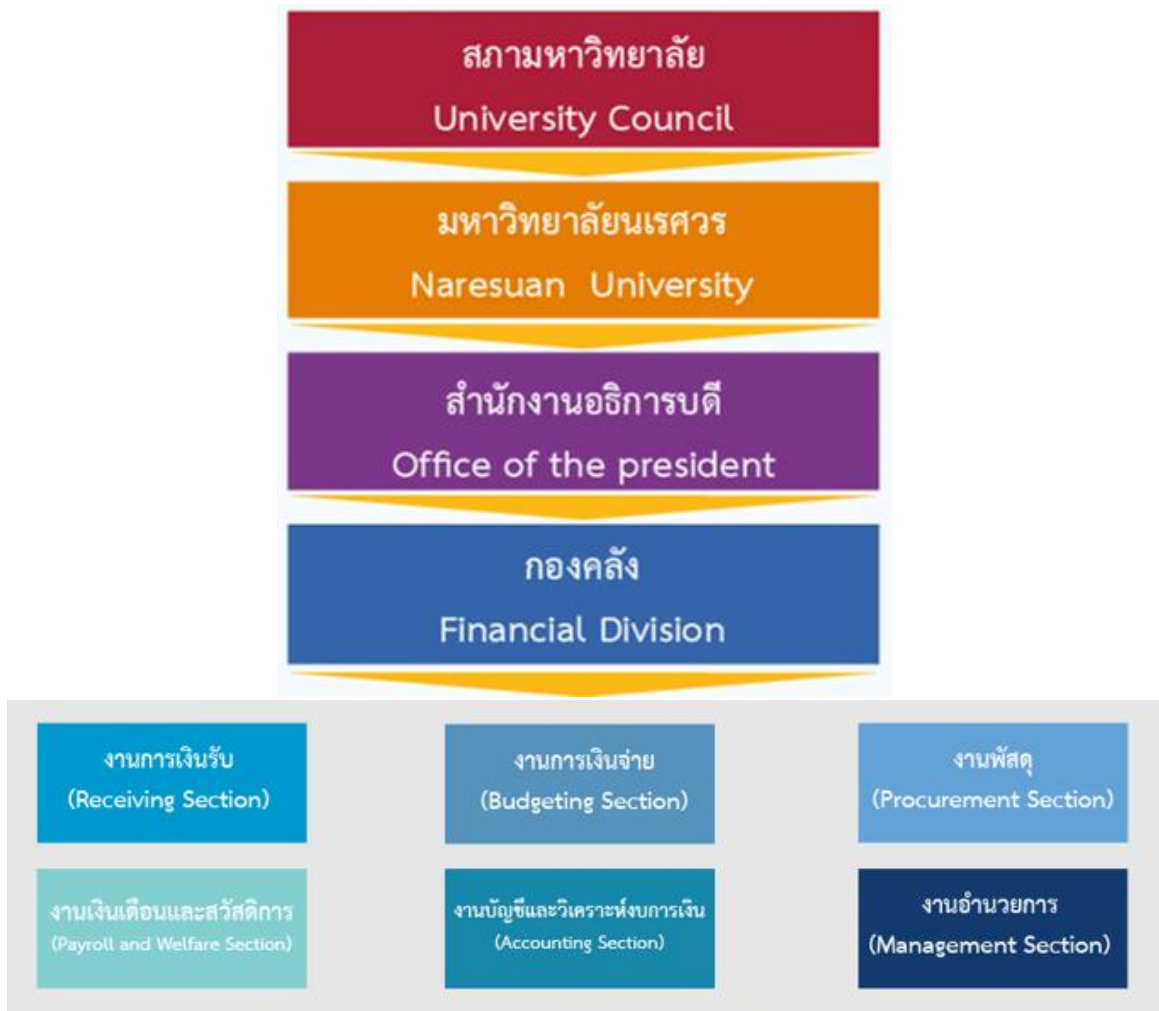 สภามหาวิทยาลัย
University Council
มหาวิทยาลัยนเรศวร
Naresuan University
สำนักงานอธิการบดี
Office of the president
กองคลัง
Financial Division
งานการเงินรับ
(Receiving Section)
งานการเงินจ่าย
(Budgeting Section)
งานพัสดุ
(Procurement Section)
งานเงินเดือนและสวัสดิการ
(Payroll and Welfare Section)
งานบัญชีและวิเคราะห์งบการเงิน
(Accounting Section)
งานอำนวยการ
(Management Section)